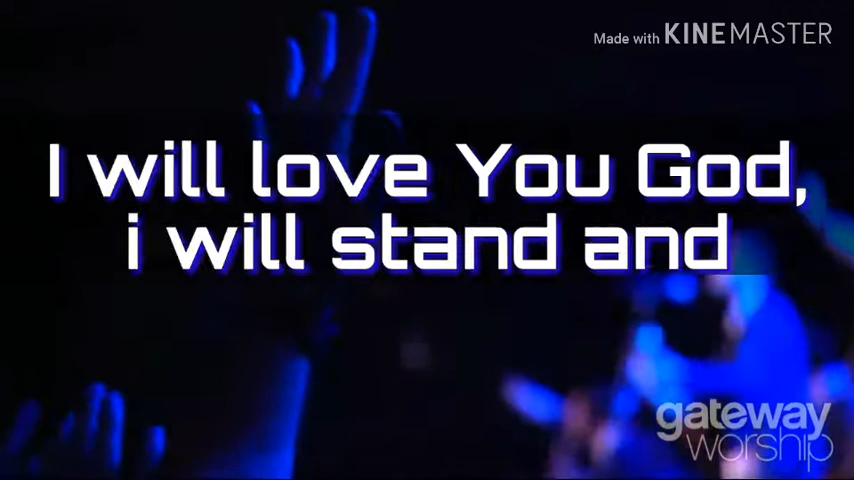 Made with KINEMASTER
I will love You God,
i will stand and
gateway
worship